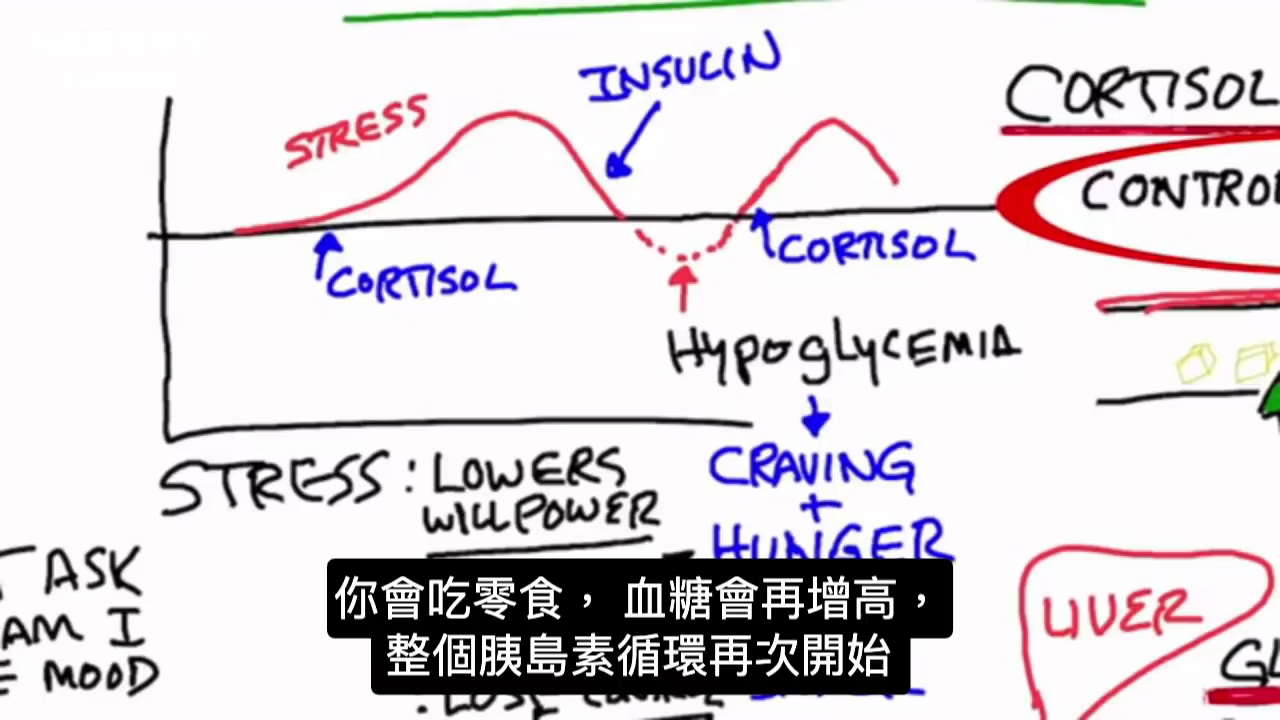 INSULIN
STRESS
CORTISOL
CONTRO
CORTISOL
CORTISOL
HYPOGLYCEMIA
CRAVING
+
HUNGER
STRESS: LOWERS
WILLPOWER
TASK
AM I
MOOD
LIVER
你會吃零食， 血糖會再增高，
整個胰島素循環再次開始